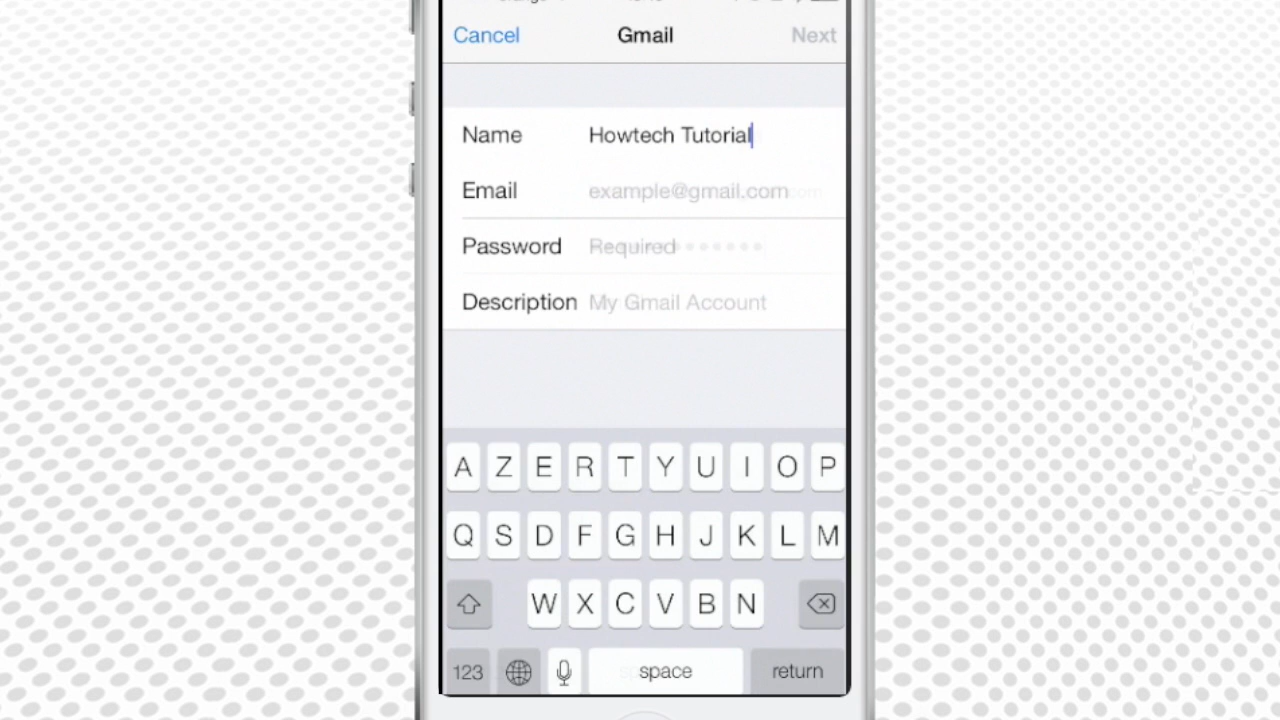 Cancel Gmail Next
Name Howtech Tutorial
Email example@gmail.com
Password Required
Description My Gmail Account
A Z E R T Y U I O P
Q S D F G H J K L M
W X C V B N
123 space return